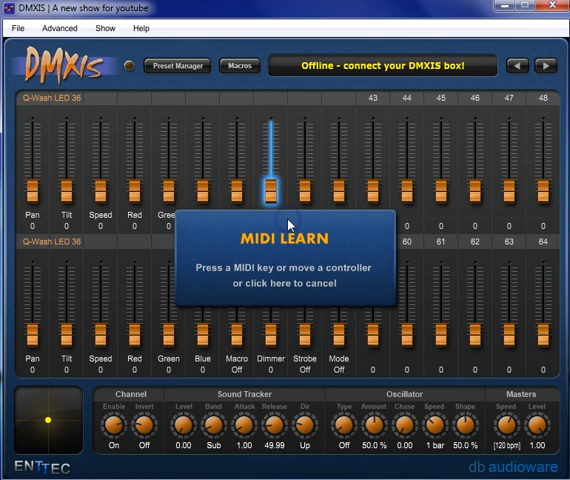 DMXIS | A new show for youtube
File Advanced Show Help
DMXIS Preset Manager Macros Offline - connect your DMXIS box!
Q-Wash LED 36 43 44 45 46 47 48
Pan Tilt Speed Red
0 0 0 0 0 0 0 0 0
MIDI LEARN
Press a MIDI key or move a controller
or click here to cancel
Q-Wash LED 36 60 61 62 63 64
Pan Tilt Speed Red Green Blue Macro Dimmer Strobe Mode
0 0 0 0 0 0 Off 0 Off Off 0 0 0 0 0 0
Channel Sound Tracker Oscillator Masters
Enable Invert Level Band Attack Release Dir Type Amount Chase Speed Shape Speed Level
On Off 0.00 Sub 1.00 49.99 Up Off 50.0 % 0.00 1 bar 50.0 % [120 bpm] 1.00
ENTTEC db audioware